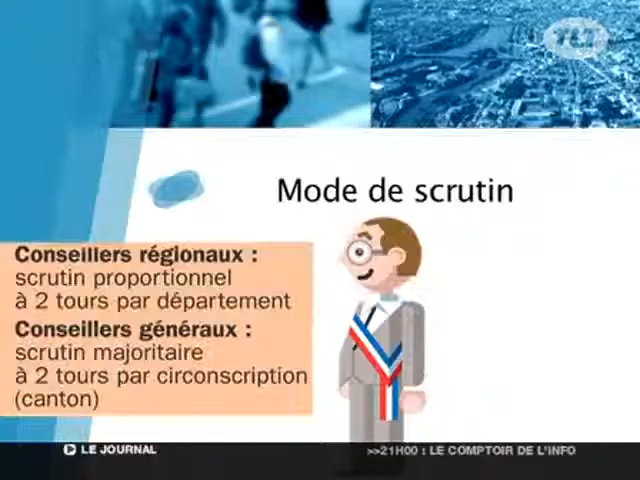 TLT
Mode de scrutin
Conseillers régionaux :
scrutin proportionnel
à 2 tours par département
Conseillers généraux :
scrutin majoritaire
à 2 tours par circonscription
(canton)
LE JOURNAL
>>21H00 : LE COMPTOIR DE L'INFO